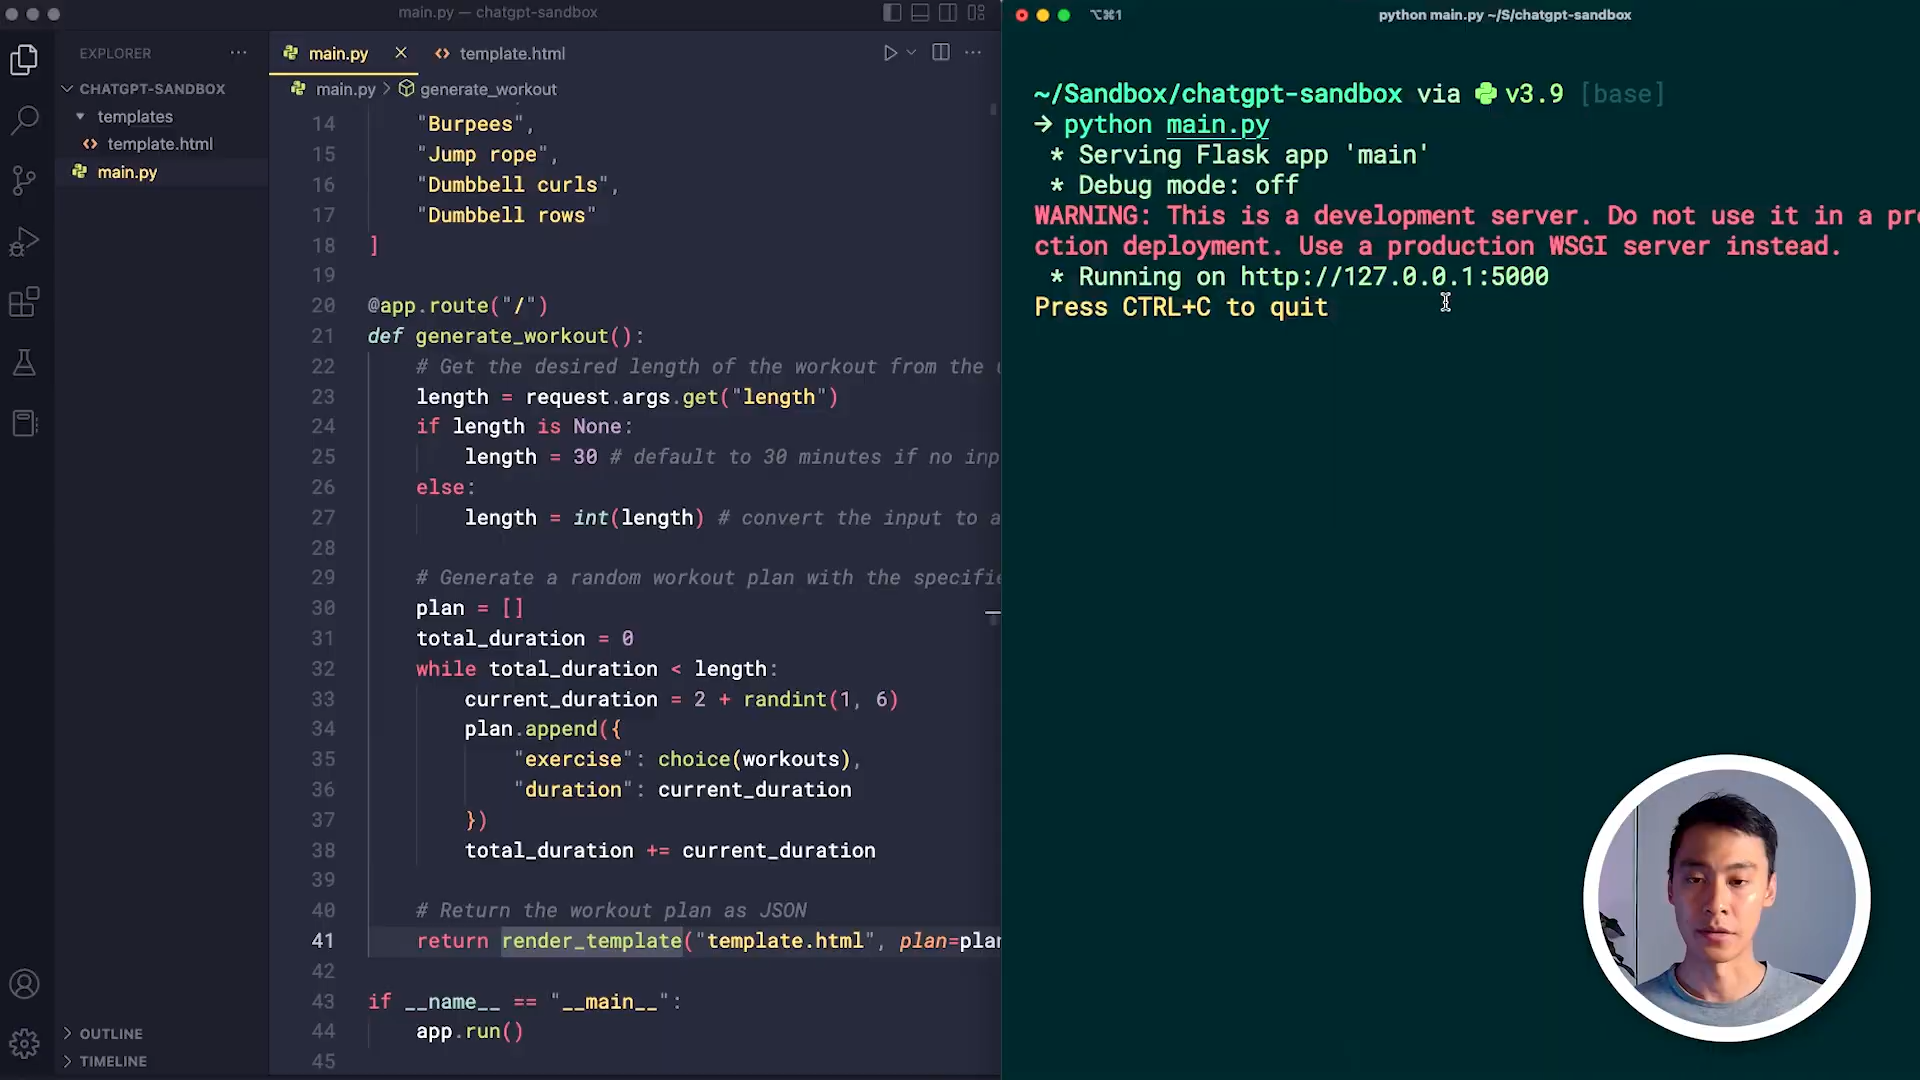 main.py — chatgpt-sandbox
EXPLORER
CHATGPT-SANDBOX
templates
template.html
main.py
OUTLINE
TIMELINE
main.py
template.html
main.py > generate_workout
14 "Burpees",
15 "Jump rope",
16 "Dumbbell curls",
17 "Dumbbell rows"
18 ]
19
20 @app.route("/")
21 def generate_workout():
22 # Get the desired length of the workout from the u
23 length = request.args.get("length")
24 if length is None:
25 length = 30 # default to 30 minutes if no inp
26 else:
27 length = int(length) # convert the input to a
28
29 # Generate a random workout plan with the specifie
30 plan = []
31 total_duration = 0
32 while total_duration < length:
33 current_duration = 2 + randint(1, 6)
34 plan.append({
35 "exercise": choice(workouts),
36 "duration": current_duration
37 })
38 total_duration += current_duration
39
40 # Return the workout plan as JSON
41 return render_template("template.html", plan=plan
42
43 if __name__ == "__main__":
44 app.run()
45
⌥⌘1
python main.py ~/S/chatgpt-sandbox
~/Sandbox/chatgpt-sandbox via v3.9 [base]
→ python main.py
* Serving Flask app 'main'
* Debug mode: off
WARNING: This is a development server. Do not use it in a pro
ction deployment. Use a production WSGI server instead.
* Running on http://127.0.0.1:5000
Press CTRL+C to quit